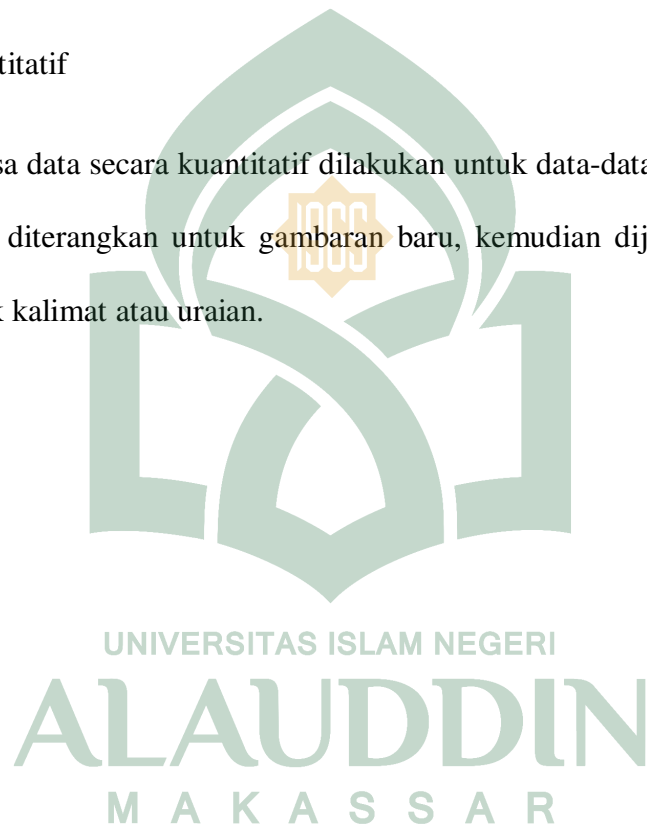 titatif
sa data secara kuantitatif dilakukan untuk data-data
diterangkan untuk gambaran baru, kemudian dij
k kalimat atau uraian.
UNIVERSITAS ISLAM NEGERI
ALAUDDIN
MAKASSAR